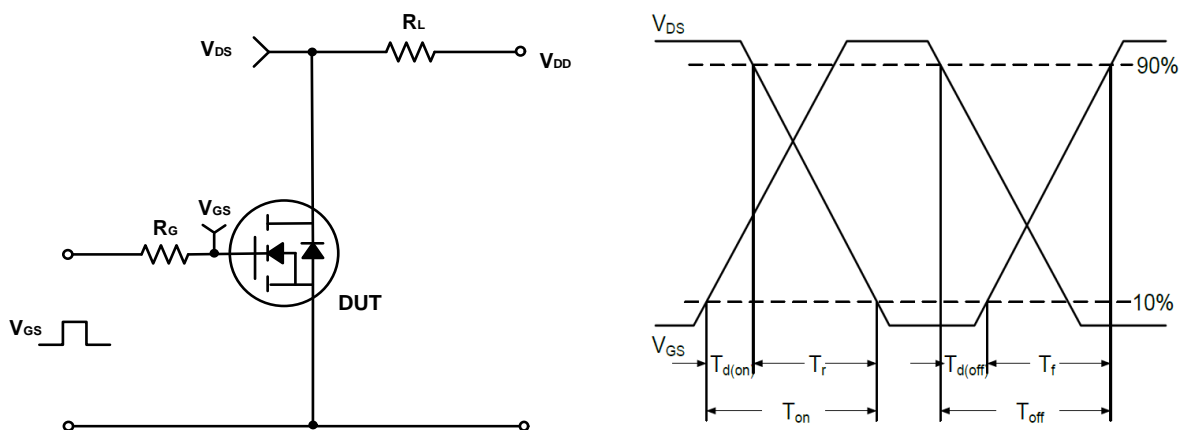 RL
VDS
VDD
VGS
RG
DUT
VGS
VDS
90%
10%
VGS
Td(on)
Tr
Td(off)
Tf
Ton
Toff